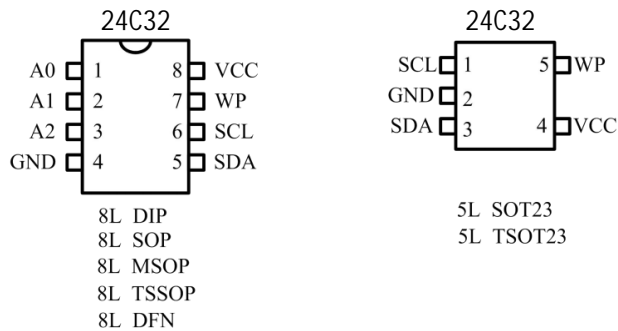 24C32
A0 1 8 VCC
A1 2 7 WP
A2 3 6 SCL
GND 4 5 SDA
8L DIP
8L SOP
8L MSOP
8L TSSOP
8L DFN
24C32
SCL 1 5 WP
GND 2
SDA 3 4 VCC
5L SOT23
5L TSOT23